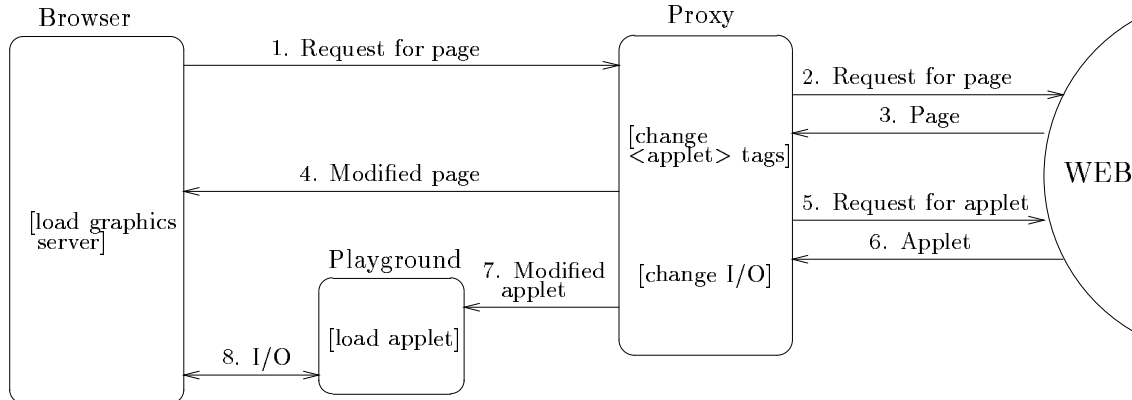 Browser
Proxy
1. Request for page
2. Request for page
3. Page
[change
<applet> tags]
4. Modified page
WEB
[load graphics
server]
5. Request for applet
6. Applet
Playground
7. Modified
applet
[change I/O]
[load applet]
8. I/O